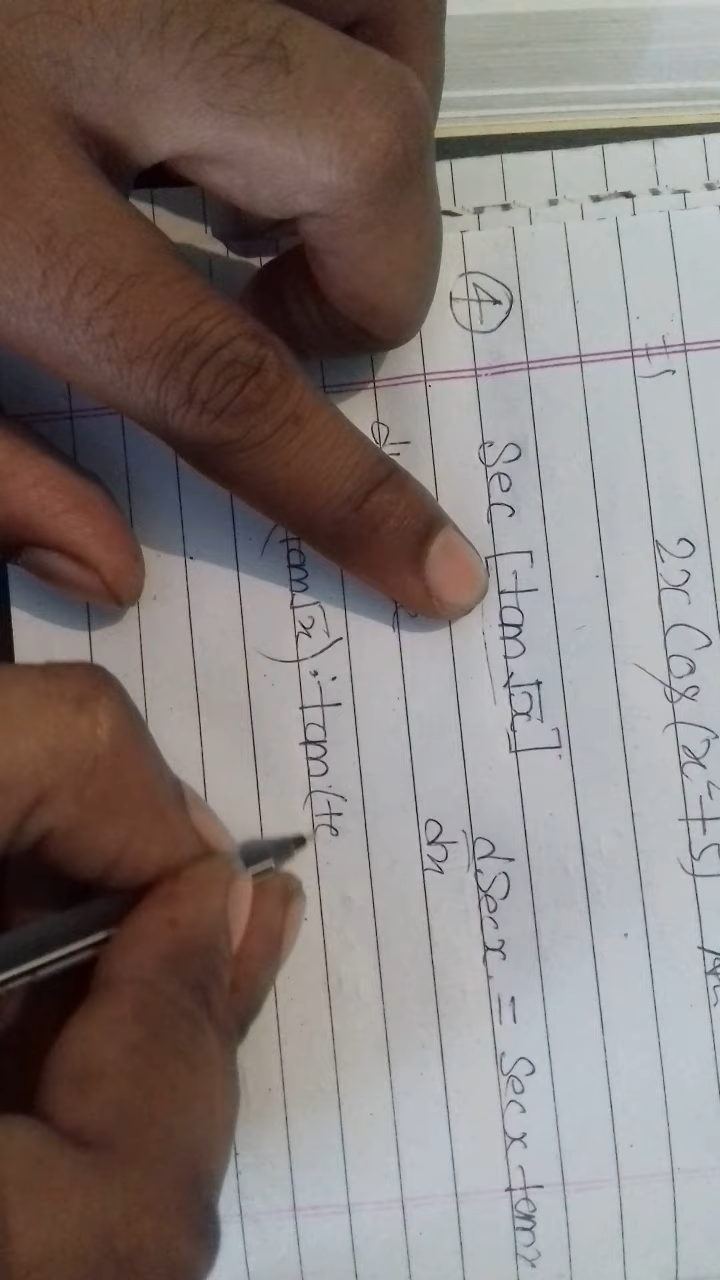 2x Cos(x²+5)
④ Sec [tan√x] d Sec x = Sec x tan x
dx
(tan√x) · tan(te